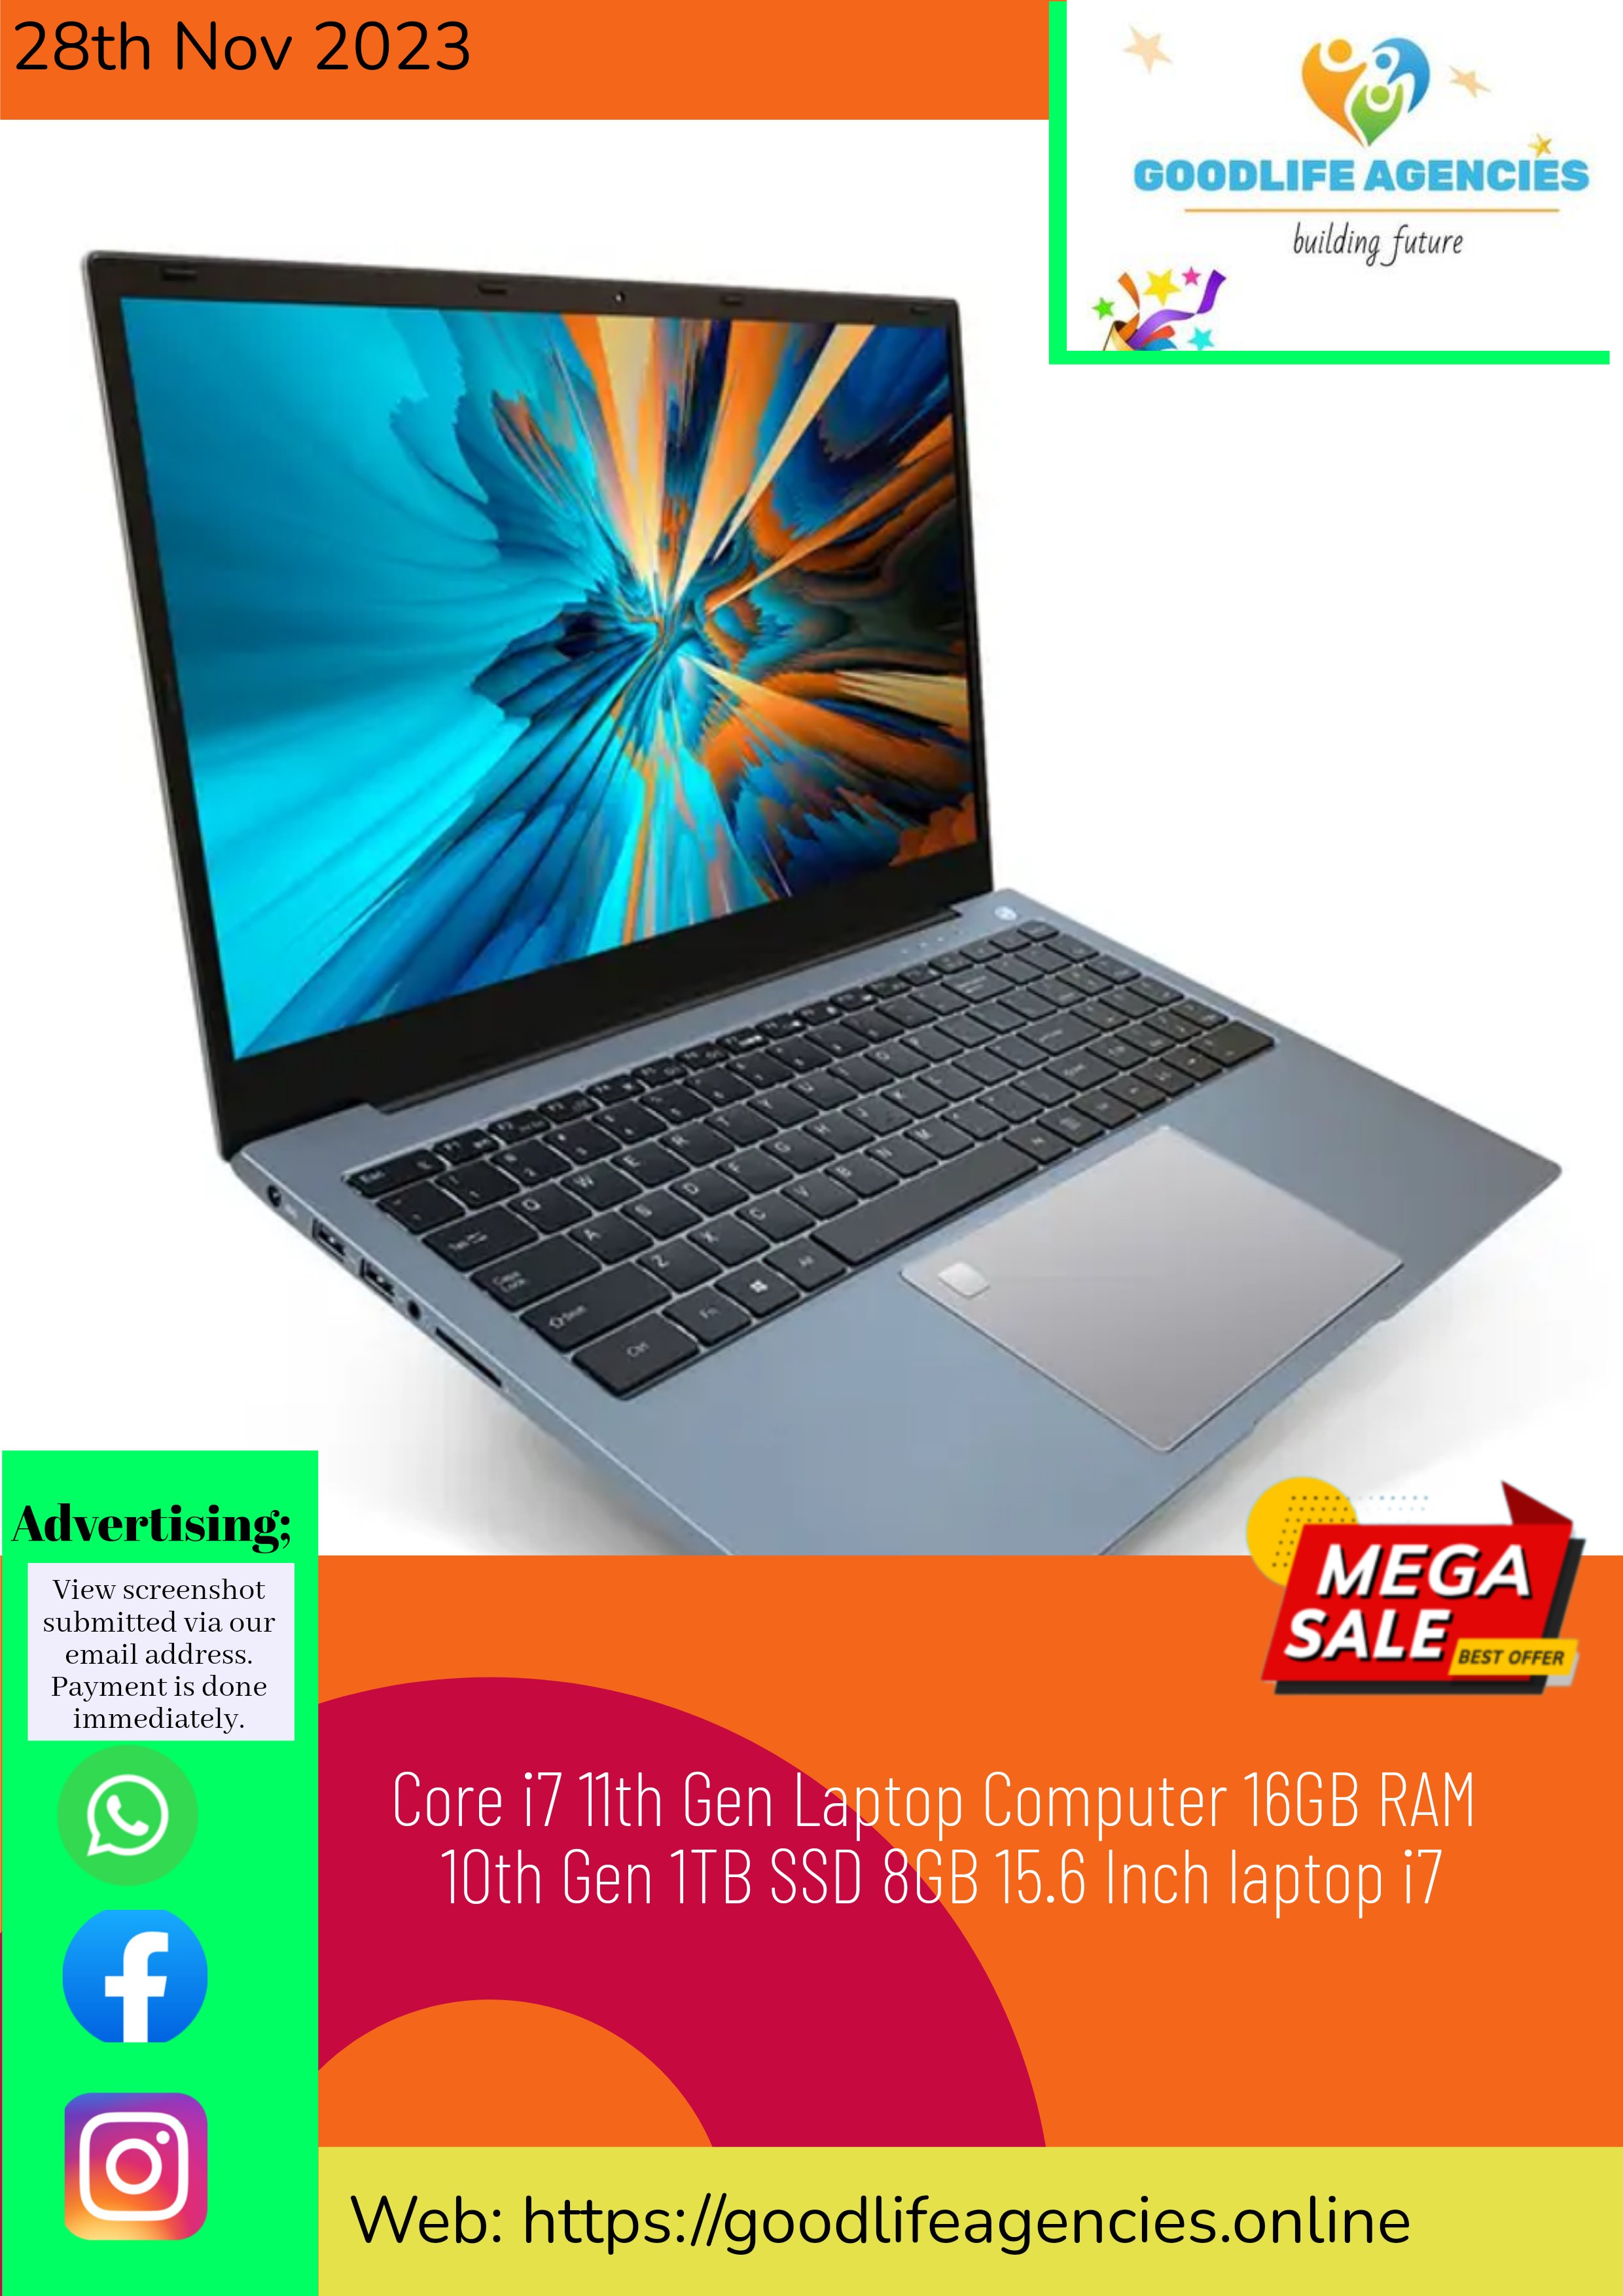 28th Nov 2023
GOODLIFE AGENCIES
building future
Advertising;
View screenshot
submitted via our
email address.
Payment is done
immediately.
MEGA
SALE
BEST OFFER
Core i7 11th Gen Laptop Computer 16GB RAM
10th Gen 1TB SSD 8GB 15.6 Inch laptop i7
Web: https://goodlifeagencies.online